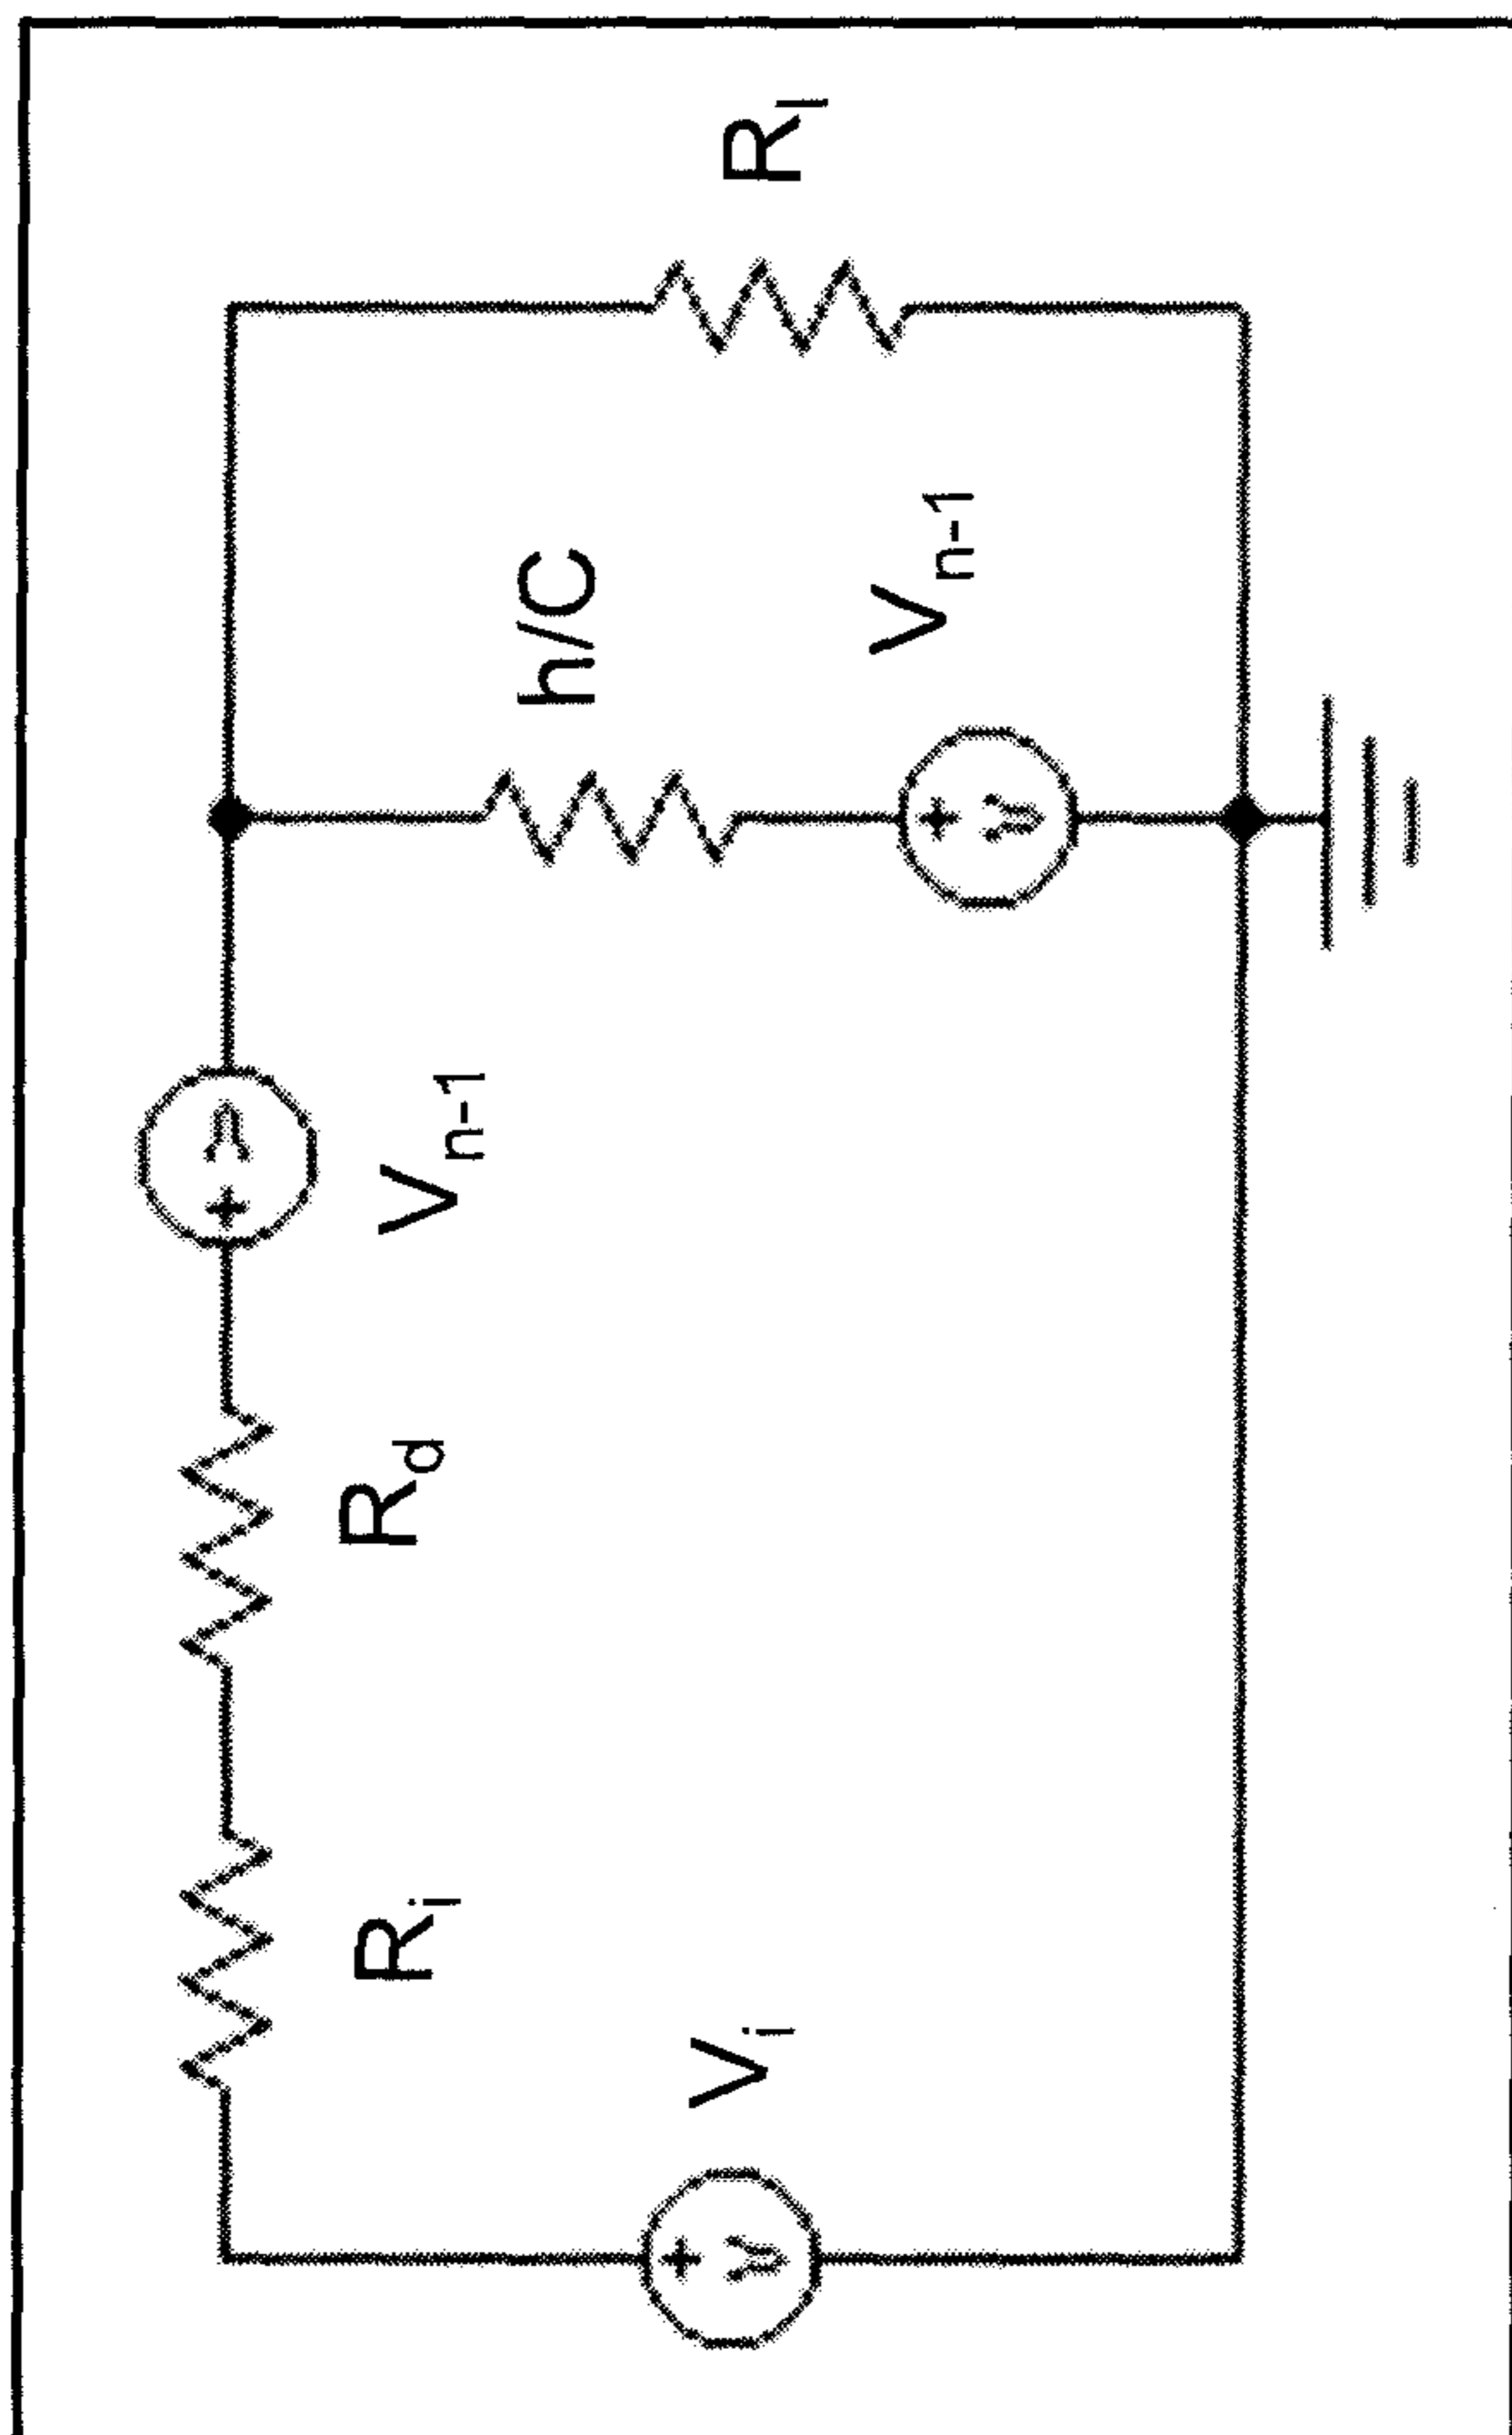 R_i
R_d
V_n-1
h/C
V_i
R_l
V_n-1